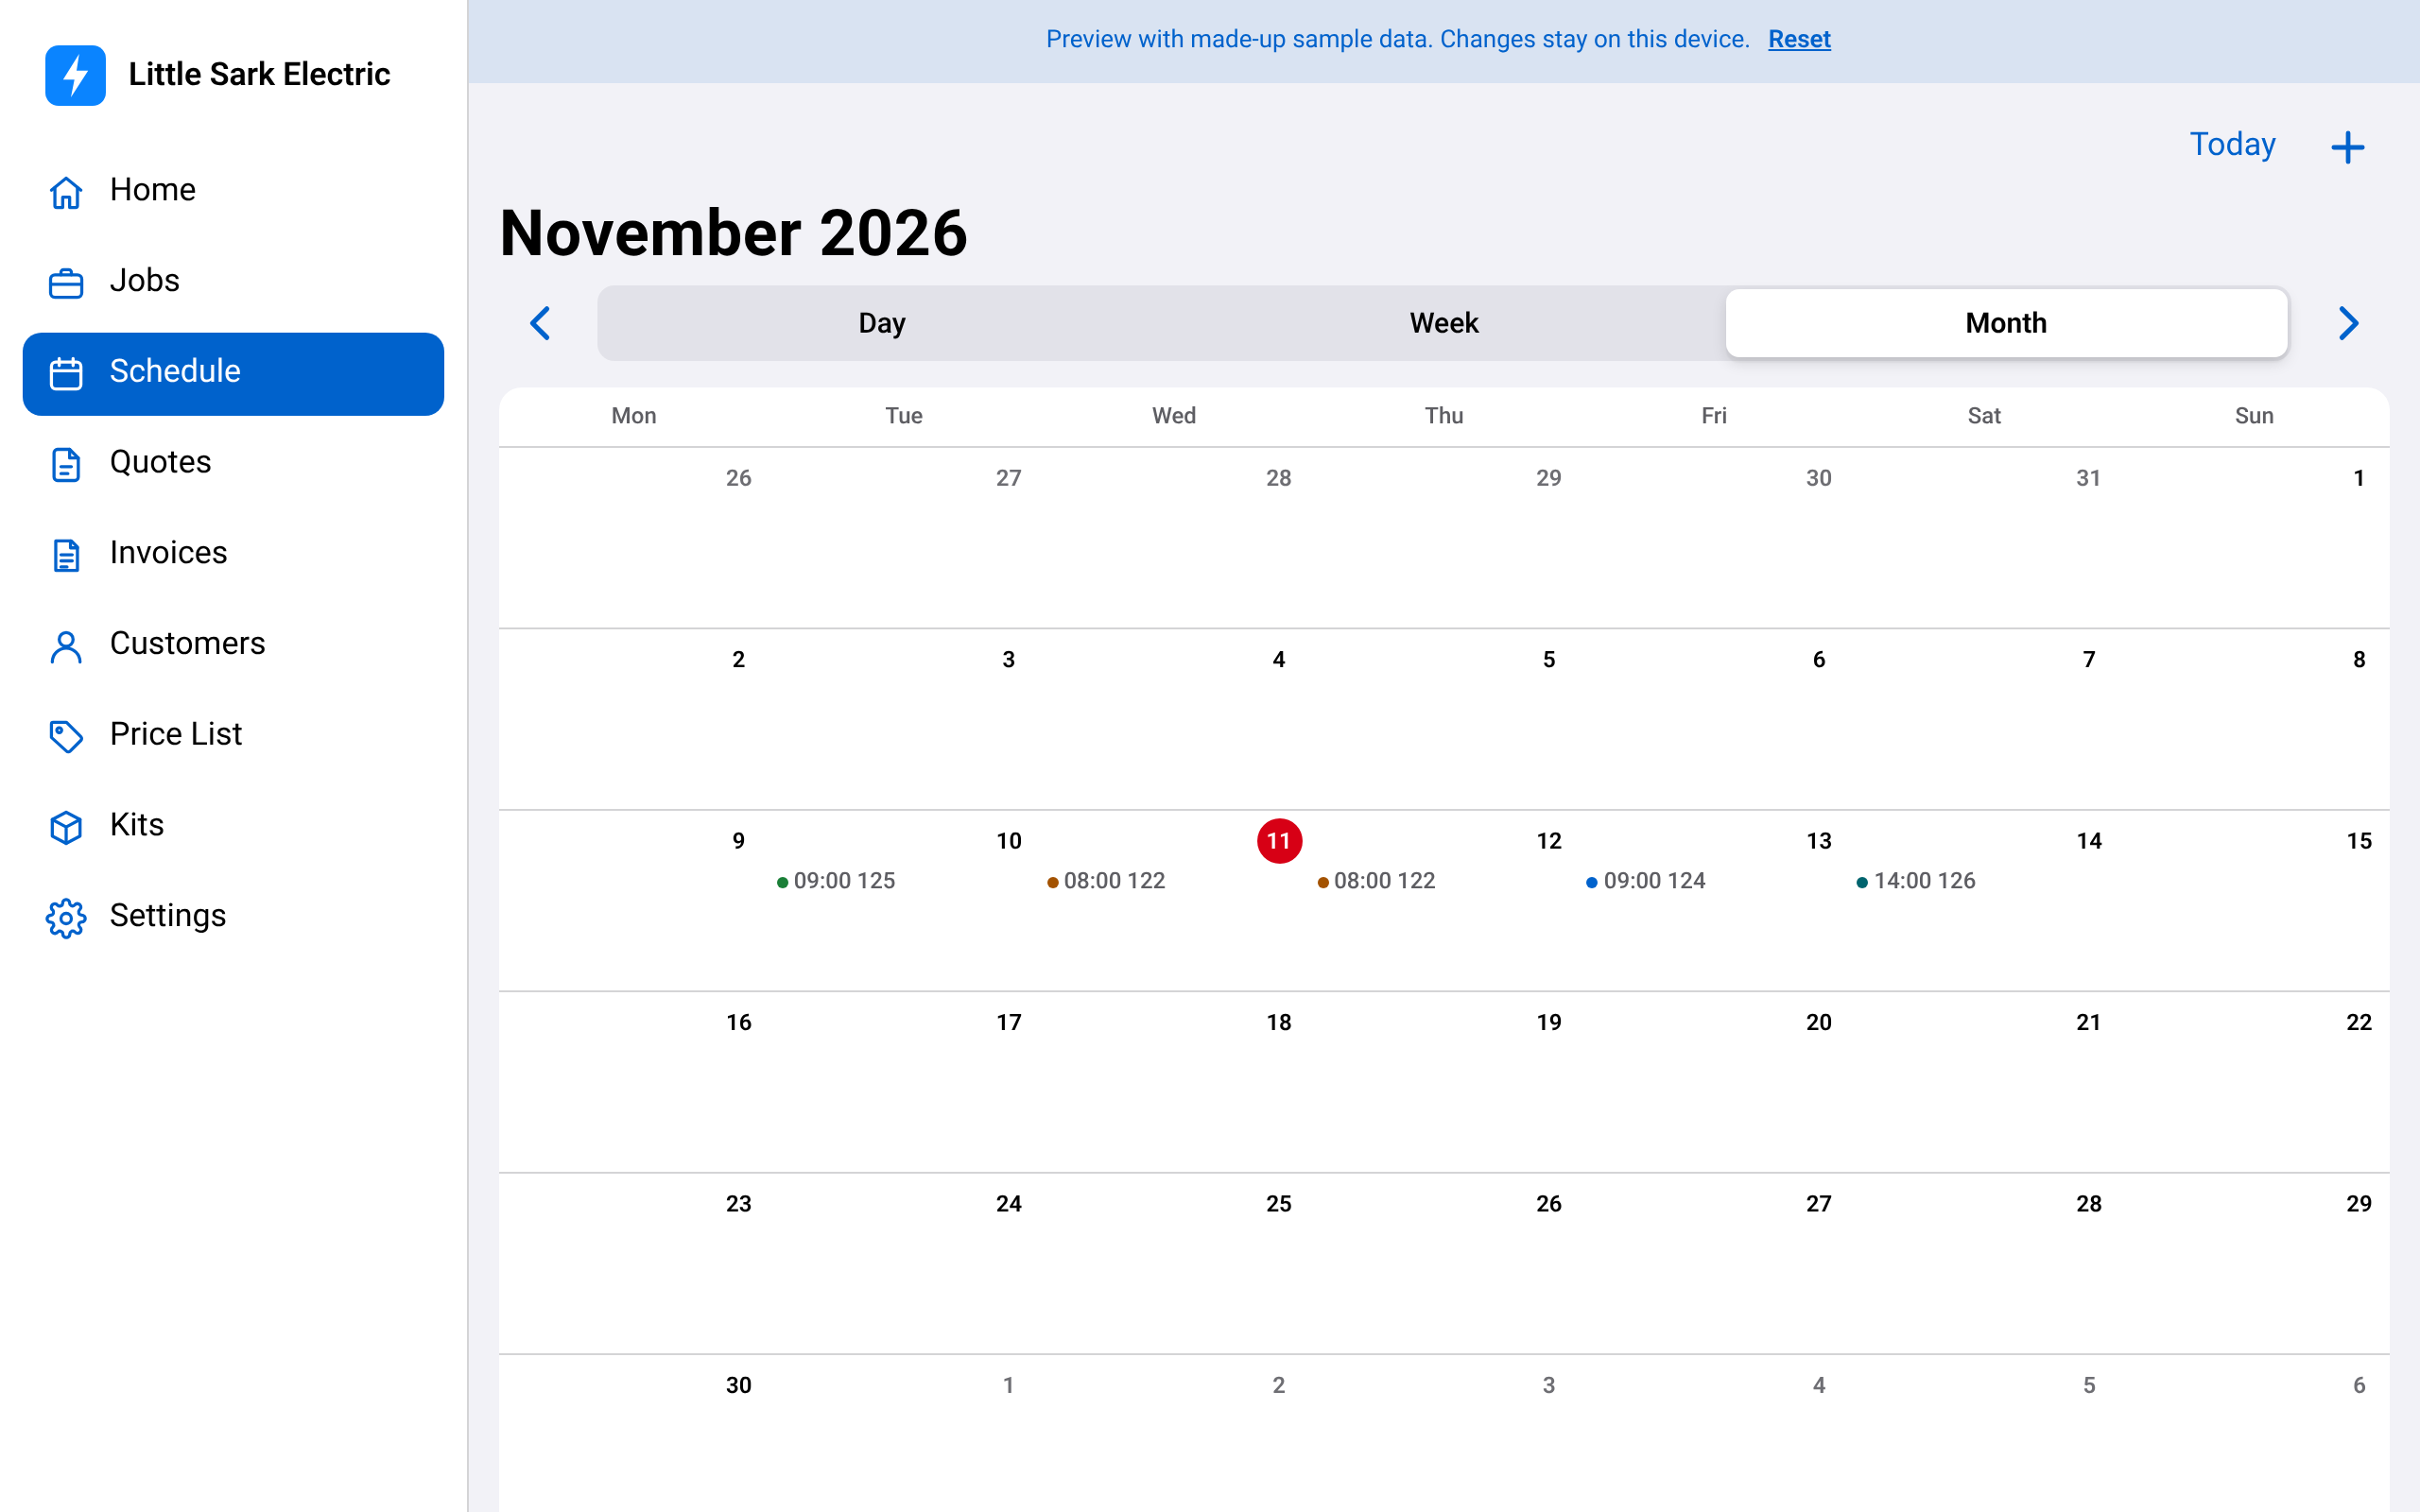 Little Sark Electric
Home
Jobs
Schedule
Quotes
Invoices
Customers
Price List
Kits
Settings
Preview with made-up sample data. Changes stay on this device. Reset
Today
November 2026
Day Week Month
Mon Tue Wed Thu Fri Sat Sun
26 27 28 29 30 31 1
2 3 4 5 6 7 8
9 10 11 12 13 14 15
09:00 125 08:00 122 08:00 122 09:00 124 14:00 126
16 17 18 19 20 21 22
23 24 25 26 27 28 29
30 1 2 3 4 5 6